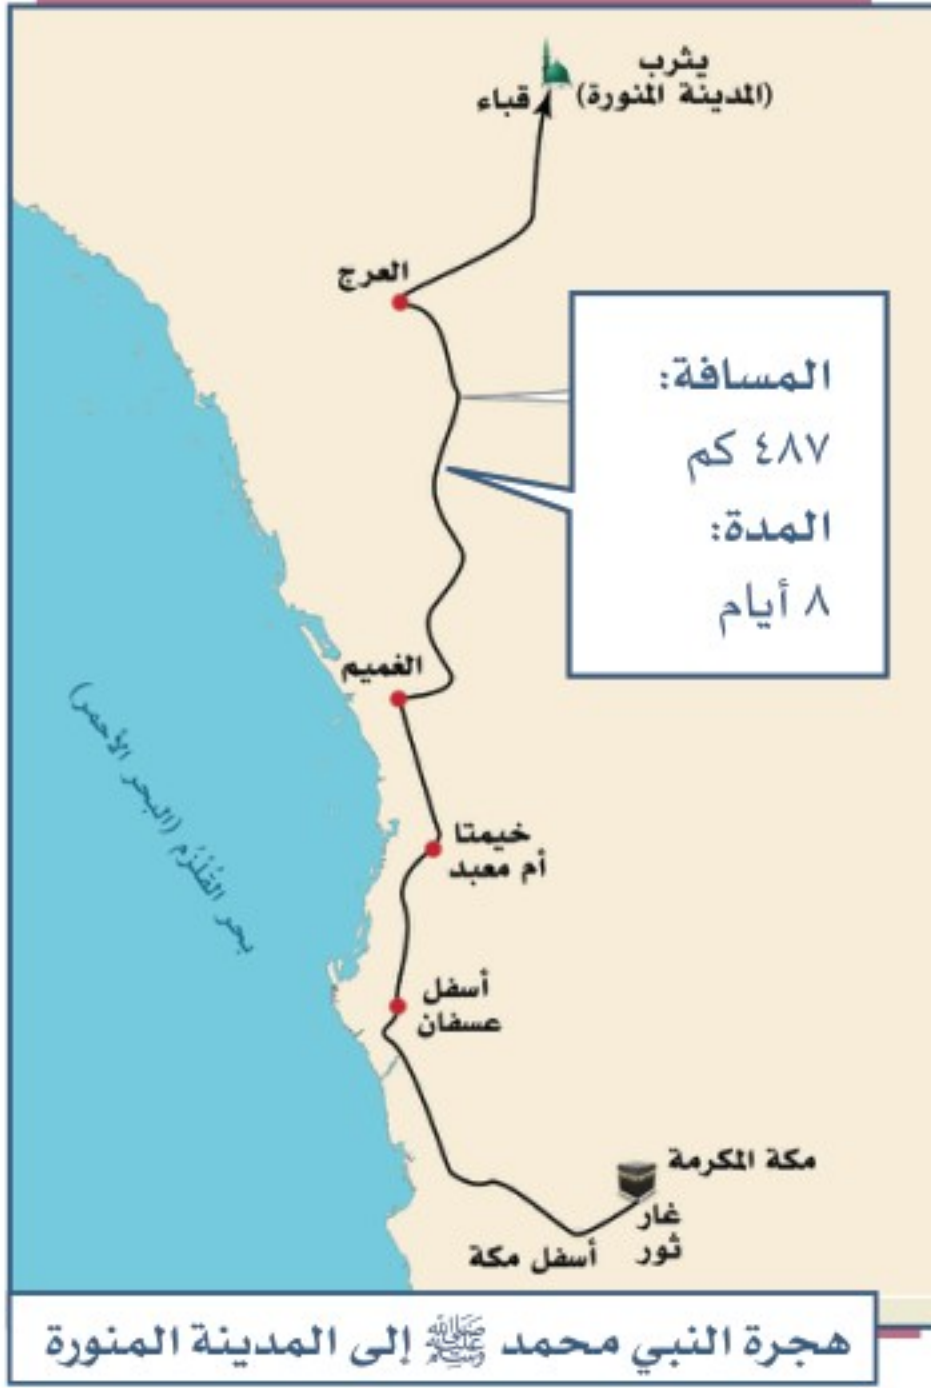 يثرب
(المدينة المنورة)
قباء
العرج
المسافة:
٤٨٧ كم
المدة:
٨ أيام
الغميم
بحر القُلْزُم (البحر الأحمر)
خيمتا
أم معبد
أسفل
عسفان
مكة المكرمة
غار
ثور
أسفل مكة
هجرة النبي محمد ﷺ إلى المدينة المنورة